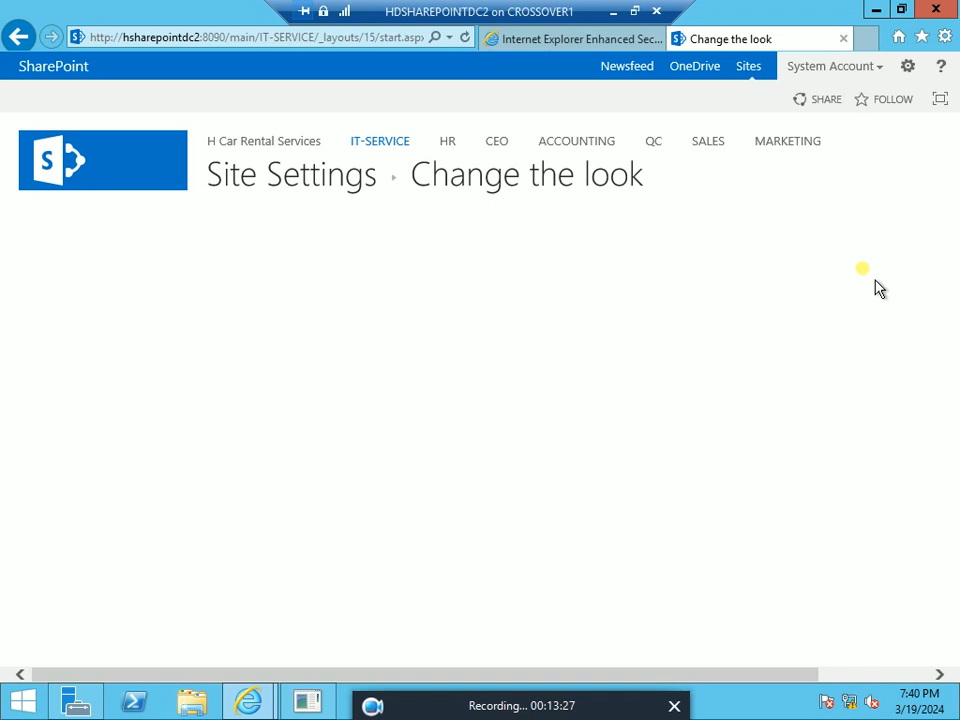 HDSHAREPOINTDC2 on CROSSOVER1
http://hsharepointdc2:8090/main/IT-SERVICE/_layouts/15/start.asp
Internet Explorer Enhanced Sec...
Change the look
SharePoint
Newsfeed
OneDrive
Sites
System Account
?
SHARE
FOLLOW
S
H Car Rental Services
IT-SERVICE
HR
CEO
ACCOUNTING
QC
SALES
MARKETING
Site Settings
Change the look
Recording... 00:13:27
7:40 PM
3/19/2024